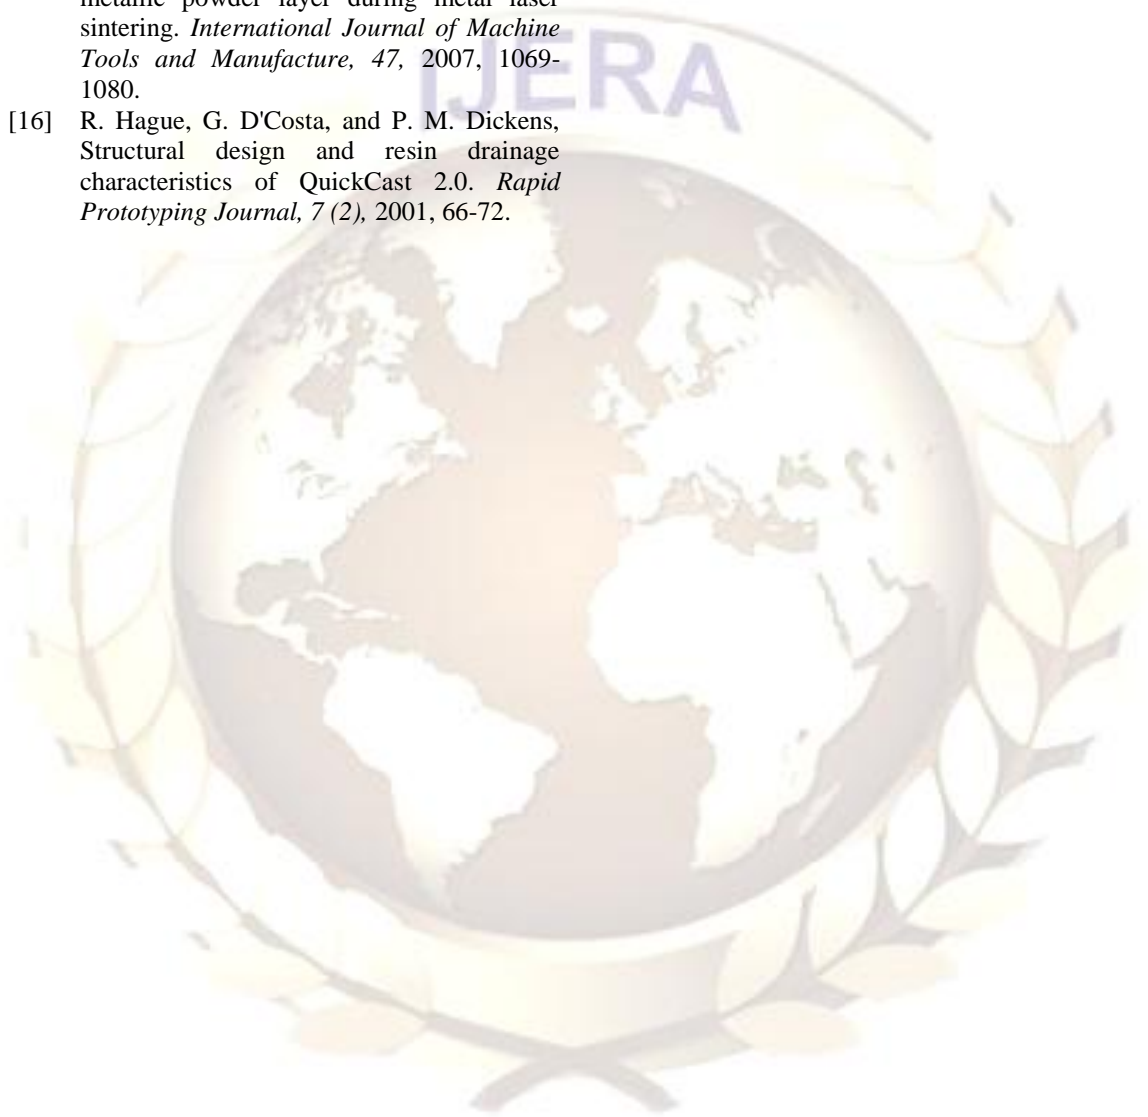 metallic powder layer during metal laser
sintering. International Journal of Machine
Tools and Manufacture, 47, 2007, 1069-
1080.
[16] R. Hague, G. D'Costa, and P. M. Dickens,
Structural design and resin drainage
characteristics of QuickCast 2.0. Rapid
Prototyping Journal, 7 (2), 2001, 66-72.
IJERA